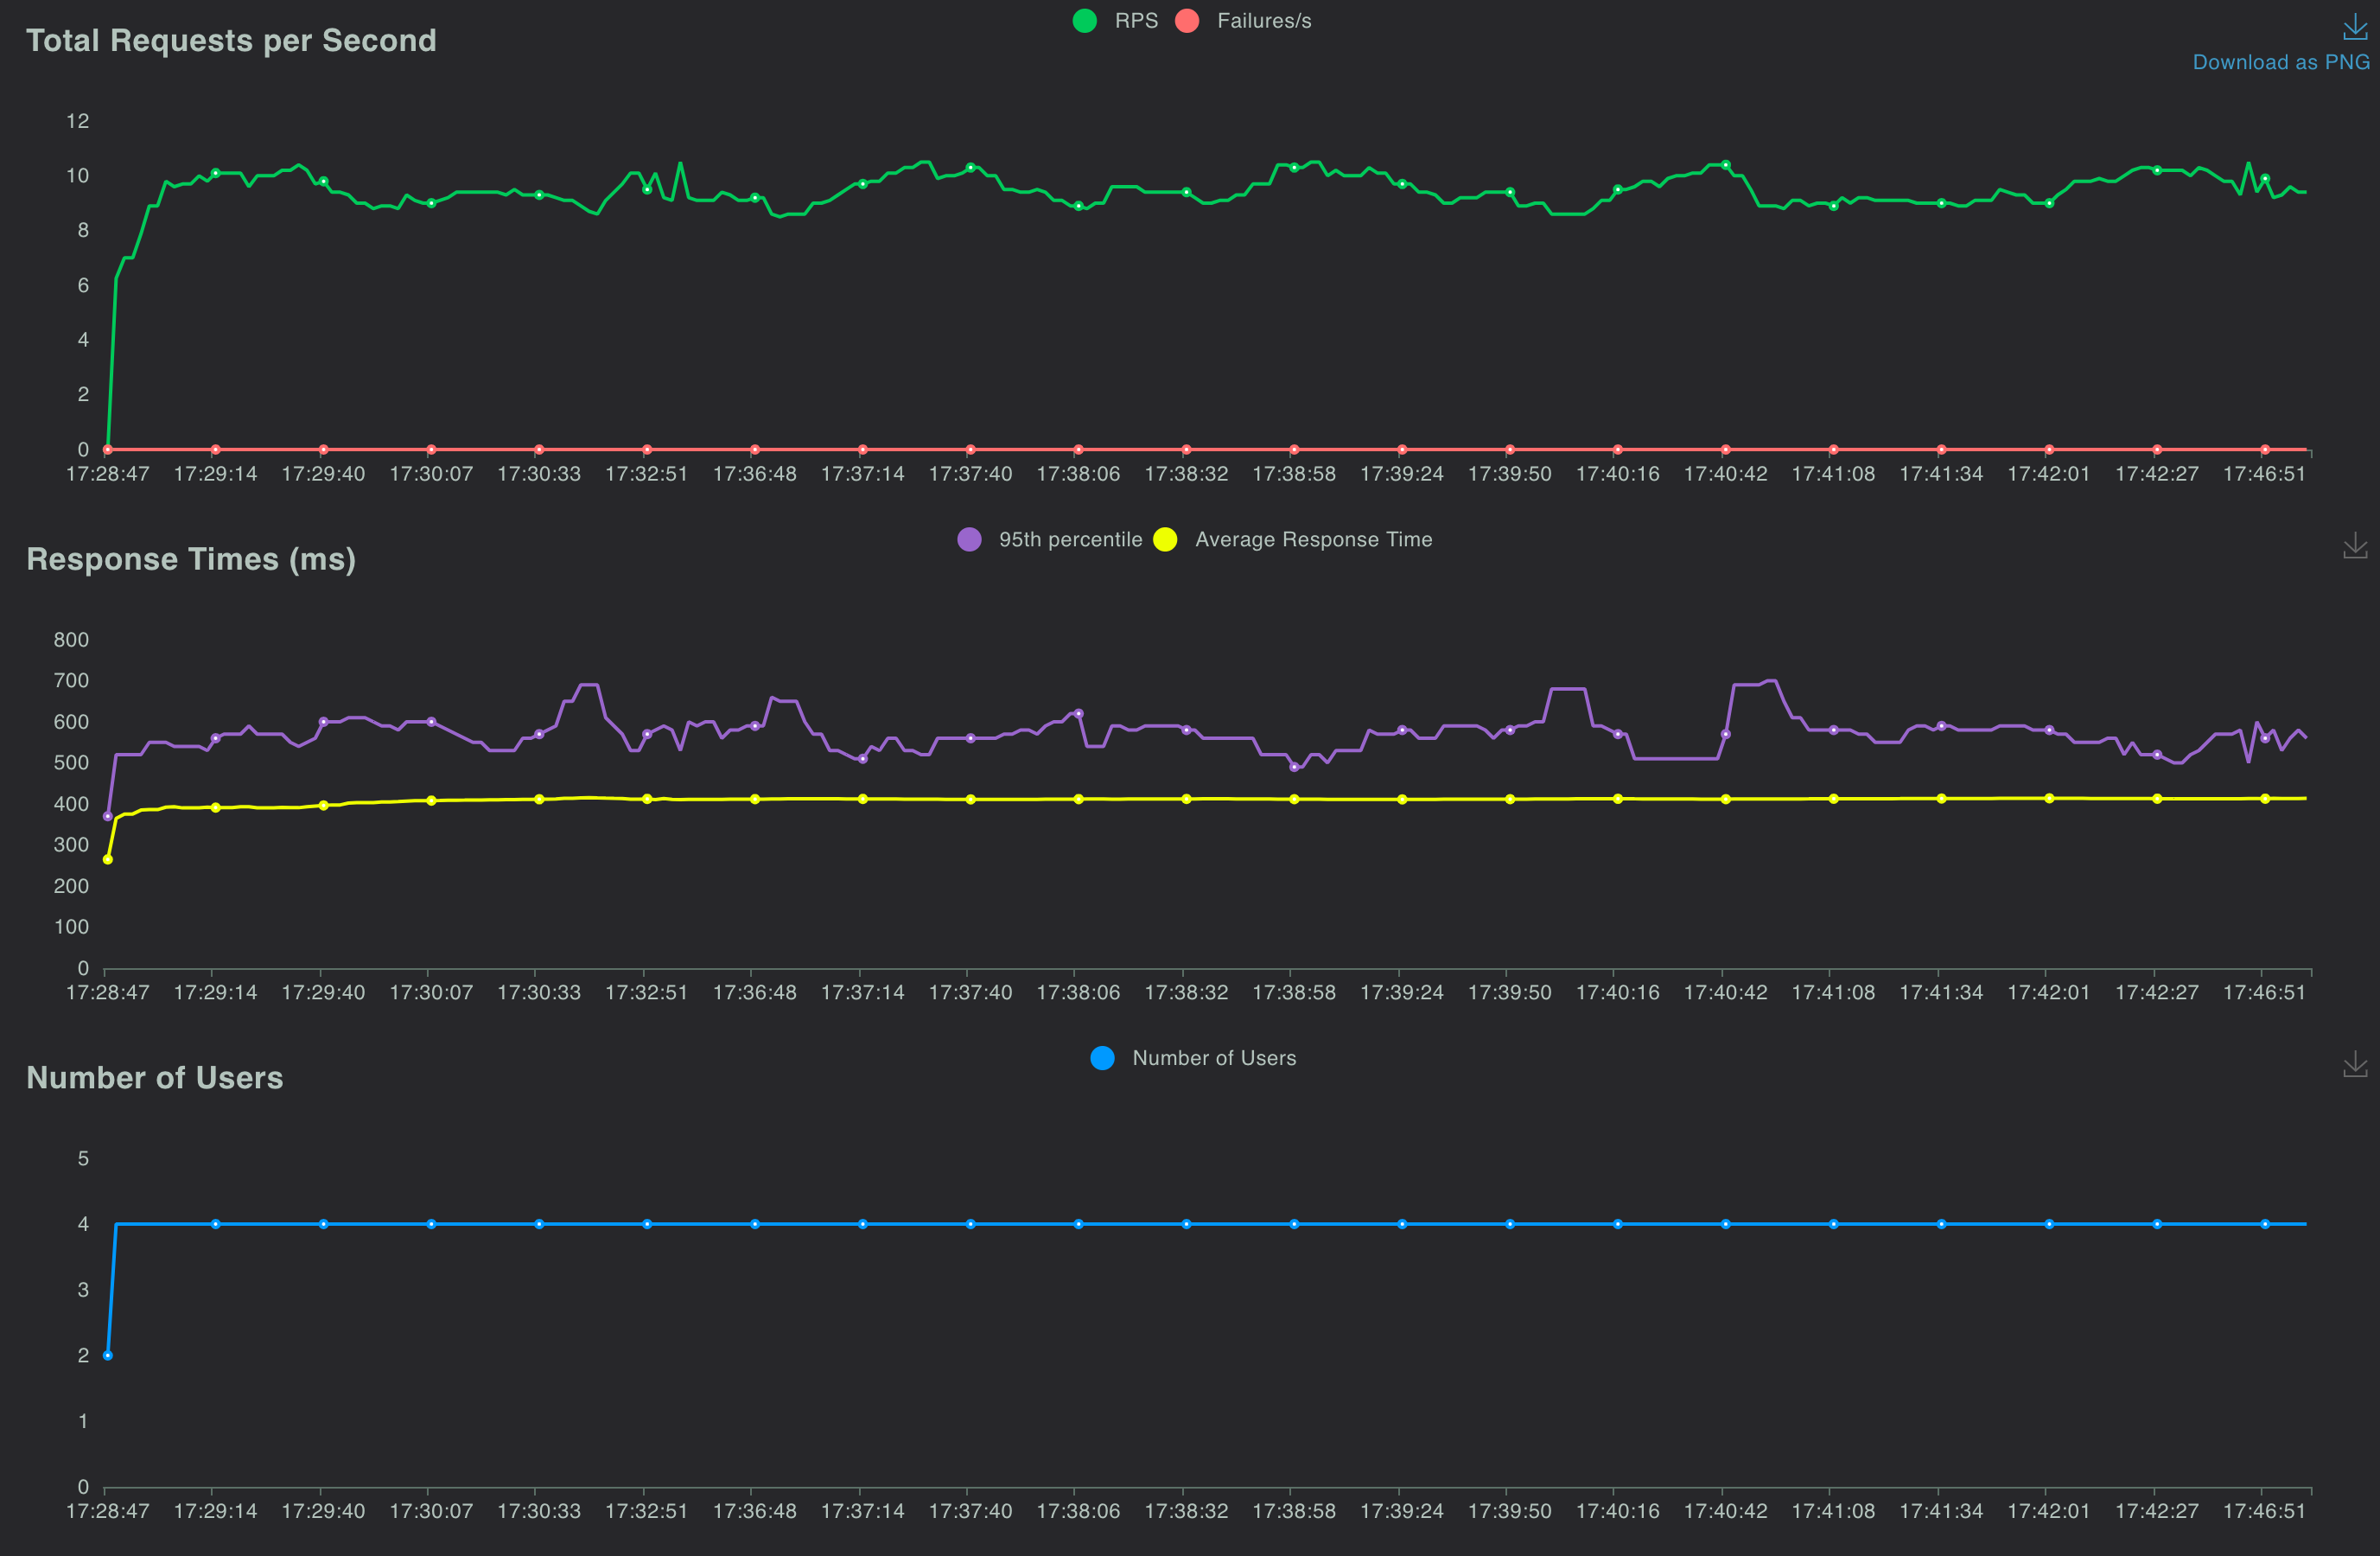 RPS Failures/s
Total Requests per Second
Download as PNG
12
10
8
6
4
2
0
17:28:47 17:29:14 17:29:40 17:30:07 17:30:33 17:32:51 17:36:48 17:37:14 17:37:40 17:38:06 17:38:32 17:38:58 17:39:24 17:39:50 17:40:16 17:40:42 17:41:08 17:41:34 17:42:01 17:42:27 17:46:51
95th percentile Average Response Time
Response Times (ms)
800
700
600
500
400
300
200
100
0
17:28:47 17:29:14 17:29:40 17:30:07 17:30:33 17:32:51 17:36:48 17:37:14 17:37:40 17:38:06 17:38:32 17:38:58 17:39:24 17:39:50 17:40:16 17:40:42 17:41:08 17:41:34 17:42:01 17:42:27 17:46:51
Number of Users
Number of Users
5
4
3
2
1
0
17:28:47 17:29:14 17:29:40 17:30:07 17:30:33 17:32:51 17:36:48 17:37:14 17:37:40 17:38:06 17:38:32 17:38:58 17:39:24 17:39:50 17:40:16 17:40:42 17:41:08 17:41:34 17:42:01 17:42:27 17:46:51